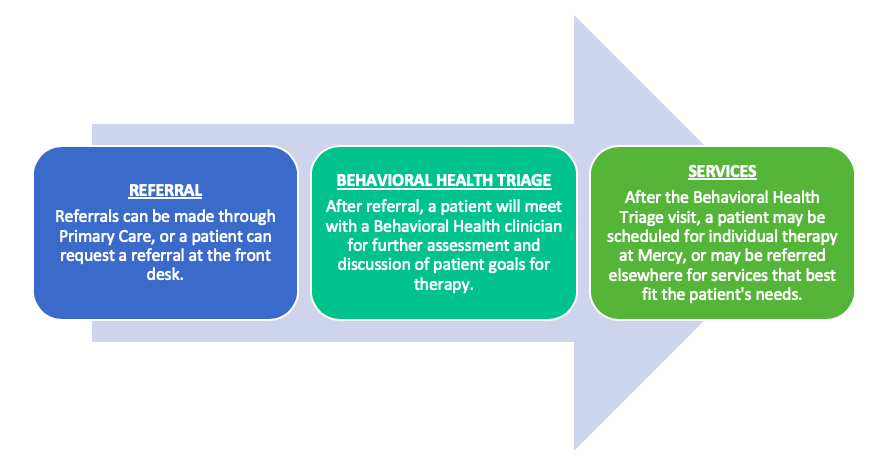 REFERRAL
Referrals can be made through
Primary Care, or a patient can
request a referral at the front
desk.
BEHAVIORAL HEALTH TRIAGE
After referral, a patient will meet
with a Behavioral Health clinician
for further assessment and
discussion of patient goals for
therapy.
SERVICES
After the Behavioral Health
Triage visit, a patient may be
scheduled for individual therapy
at Mercy, or may be referred
elsewhere for services that best
fit the patient's needs.